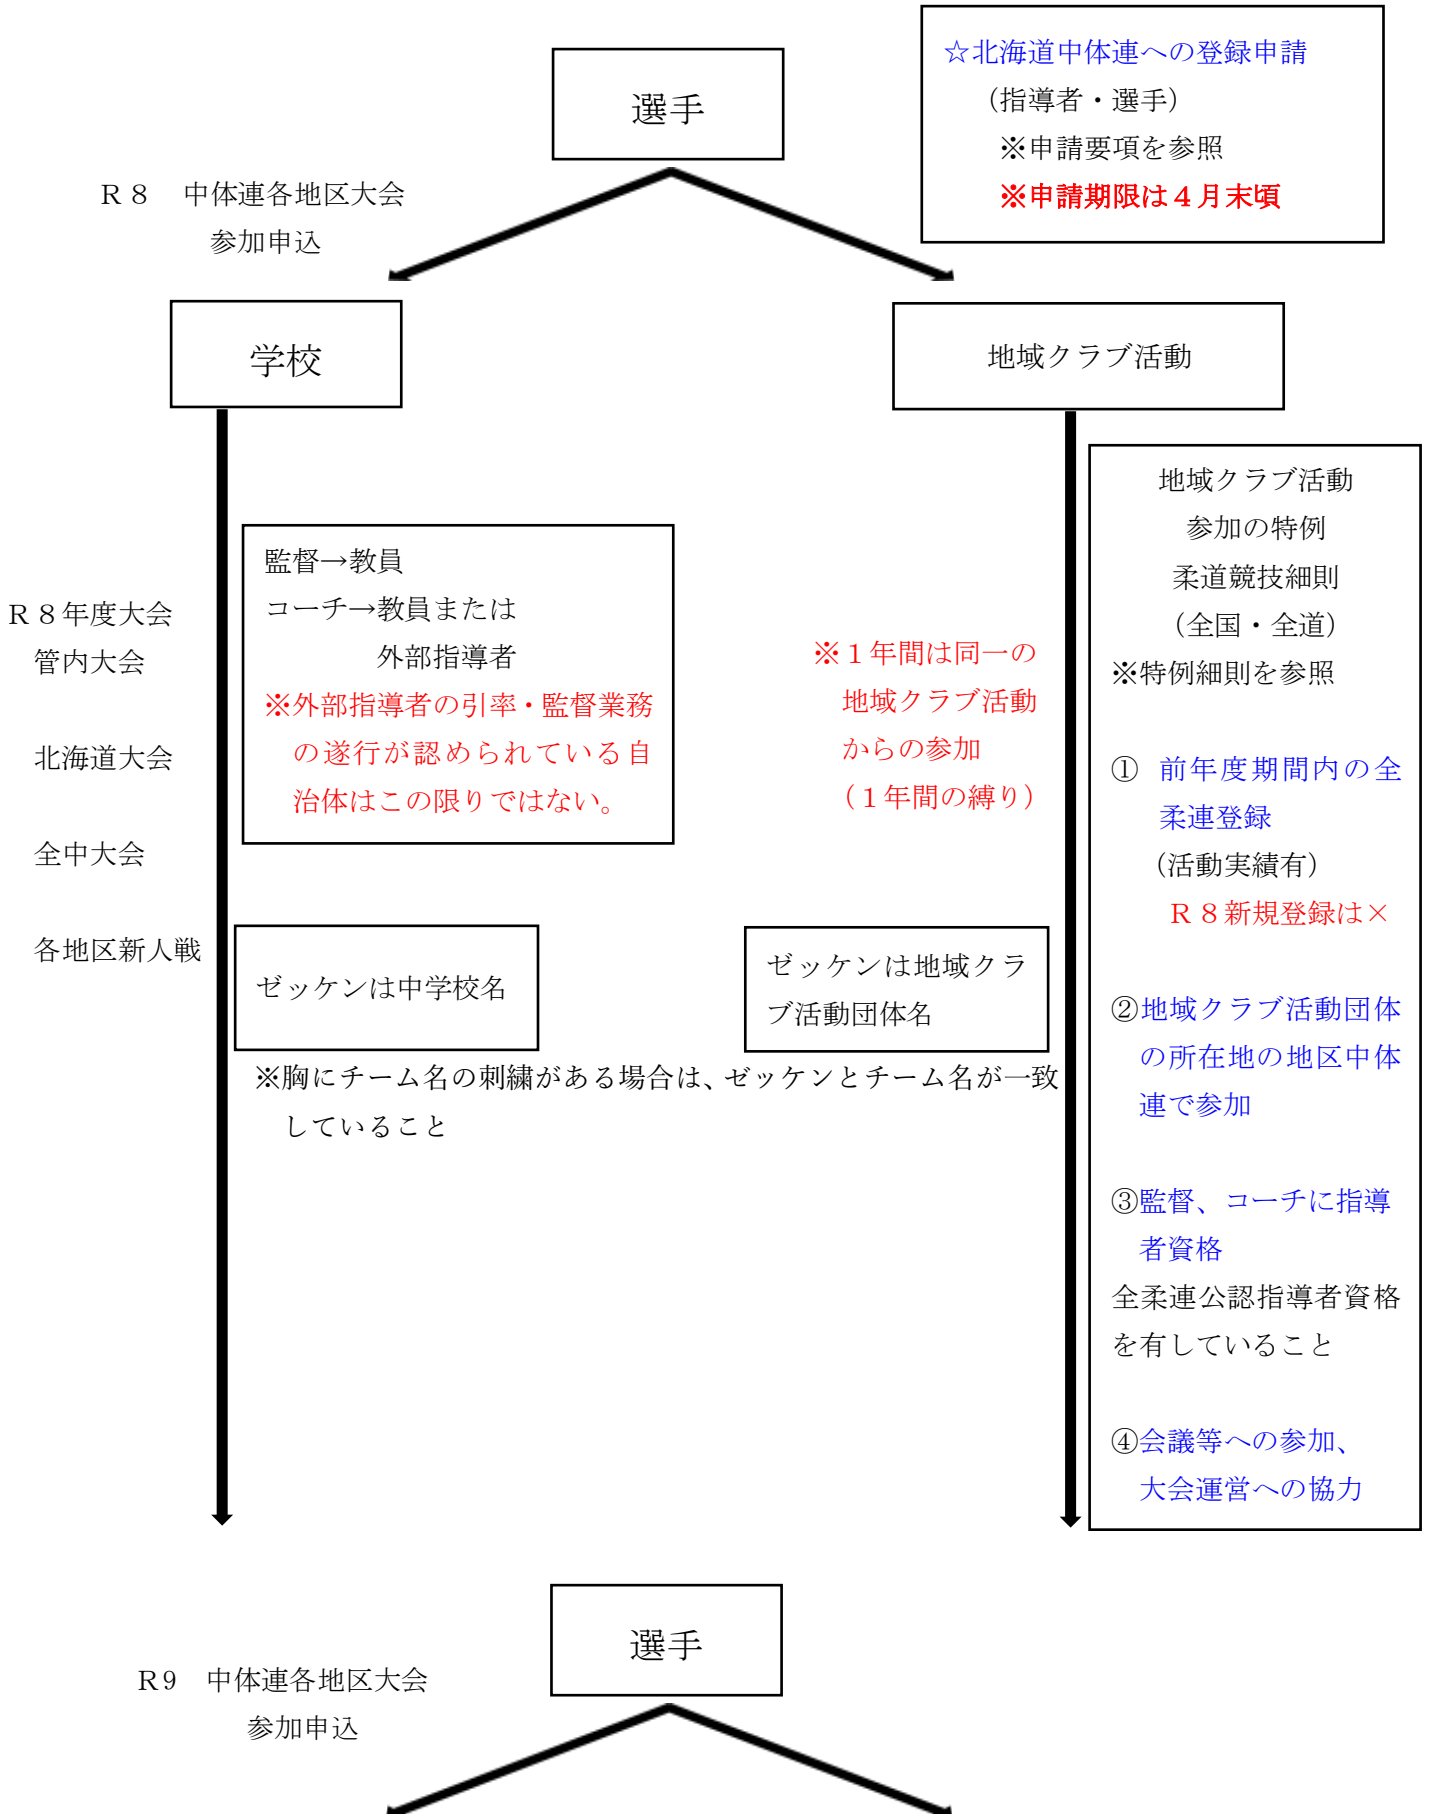 ☆北海道中体連への登録申請
（指導者・選手）
※申請要項を参照
※申請期限は４月末頃
選手
Ｒ８　中体連各地区大会
参加申込
学校
地域クラブ活動
監督→教員
コーチ→教員または
外部指導者
※外部指導者の引率・監督業務
の遂行が認められている自
治体はこの限りではない。
Ｒ８年度大会
管内大会
北海道大会
全中大会
各地区新人戦
※１年間は同一の
地域クラブ活動
からの参加
（１年間の縛り）
ゼッケンは中学校名
ゼッケンは地域クラ
ブ活動団体名
※胸にチーム名の刺繍がある場合は、ゼッケンとチーム名が一致
していること
地域クラブ活動
参加の特例
柔道競技細則
（全国・全道）
※特例細則を参照
①　前年度期間内の全
柔連登録
（活動実績有）
Ｒ８新規登録は×
②地域クラブ活動団体
の所在地の地区中体
連で参加
③監督、コーチに指導
者資格
全柔連公認指導者資格
を有していること
④会議等への参加、
大会運営への協力
選手
Ｒ9　中体連各地区大会
参加申込